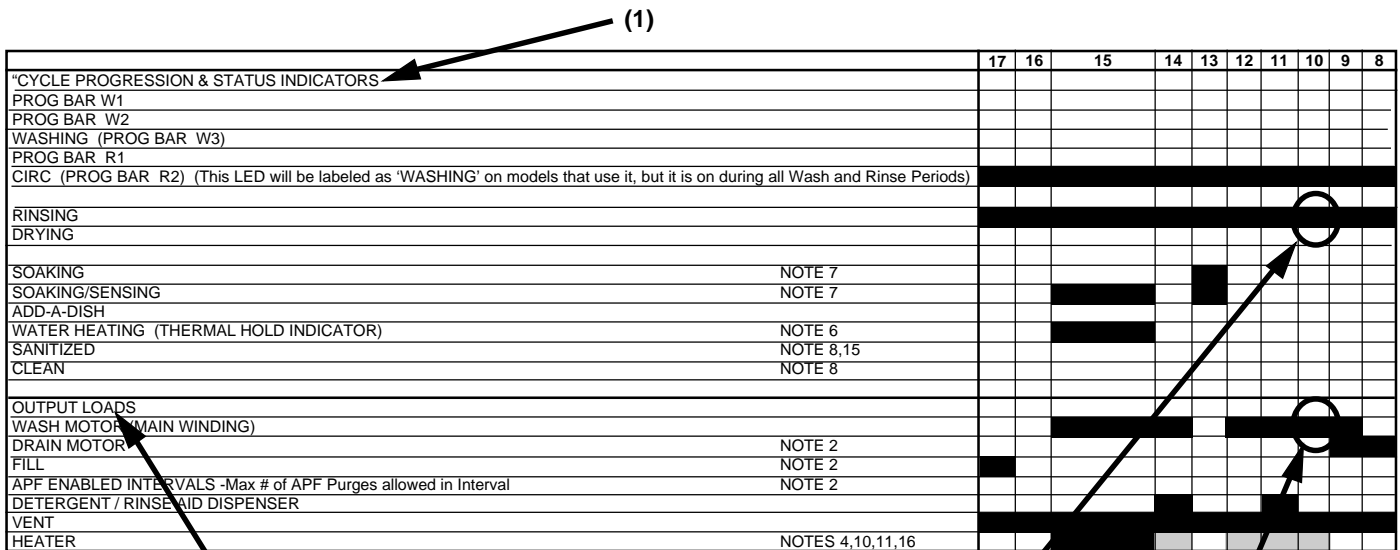 (1)
17 16 15 14 13 12 11 10 9 8
"CYCLE PROGRESSION & STATUS INDICATORS
PROG BAR W1
PROG BAR W2
WASHING (PROG BAR W3)
PROG BAR R1
CIRC (PROG BAR R2) (This LED will be labeled as 'WASHING' on models that use it, but it is on during all Wash and Rinse Periods)
RINSING
DRYING
SOAKING NOTE 7
SOAKING/SENSING NOTE 7
ADD-A-DISH
WATER HEATING (THERMAL HOLD INDICATOR) NOTE 6
SANITIZED NOTE 8,15
CLEAN NOTE 8
OUTPUT LOADS
WASH MOTOR (MAIN WINDING)
DRAIN MOTOR NOTE 2
FILL NOTE 2
APF ENABLED INTERVALS -Max # of APF Purges allowed in Interval NOTE 2
DETERGENT / RINSE AID DISPENSER
VENT
HEATER NOTES 4,10,11,16